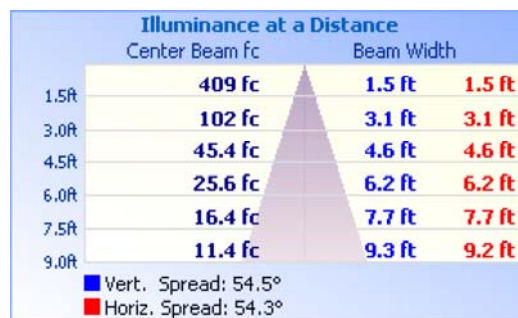 Illuminance at a Distance
Center Beam fc Beam Width
1.5ft 409 fc 1.5 ft 1.5 ft
3.0ft 102 fc 3.1 ft 3.1 ft
4.5ft 45.4 fc 4.6 ft 4.6 ft
6.0ft 25.6 fc 6.2 ft 6.2 ft
7.5ft 16.4 fc 7.7 ft 7.7 ft
9.0ft 11.4 fc 9.3 ft 9.2 ft
Vert. Spread: 54.5°
Horiz. Spread: 54.3°